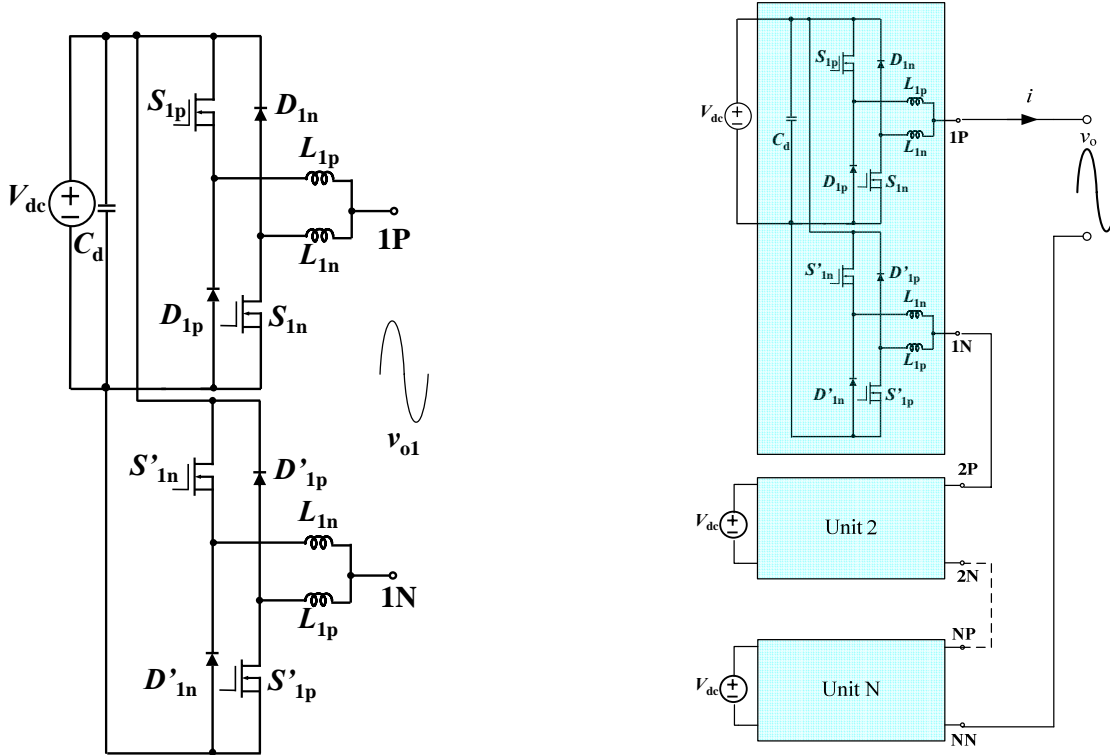 S1p
D1n
L1p
Vdc
Cd
1P
L1n
D1p
S1n
vo1
S’1n
D’1p
L1n
1N
L1p
D’1n
S’1p
S1p
D1n
L1p
i
Vdc
Cd
1P
vo
L1n
D1p
S1n
S’1n
D’1p
L1n
1N
L1p
D’1n
S’1p
2P
Vdc
Unit 2
2N
NP
Vdc
Unit N
NN